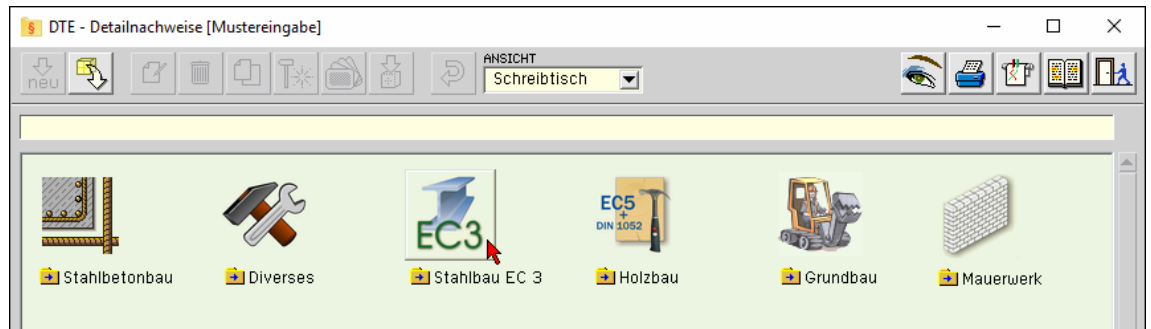 § DTE - Detailnachweise [Mustereingabe]
neu
ANSICHT
Schreibtisch
EC3
EC5
+
DIN 1052
Stahlbetonbau
Diverses
Stahlbau EC 3
Holzbau
Grundbau
Mauerwerk